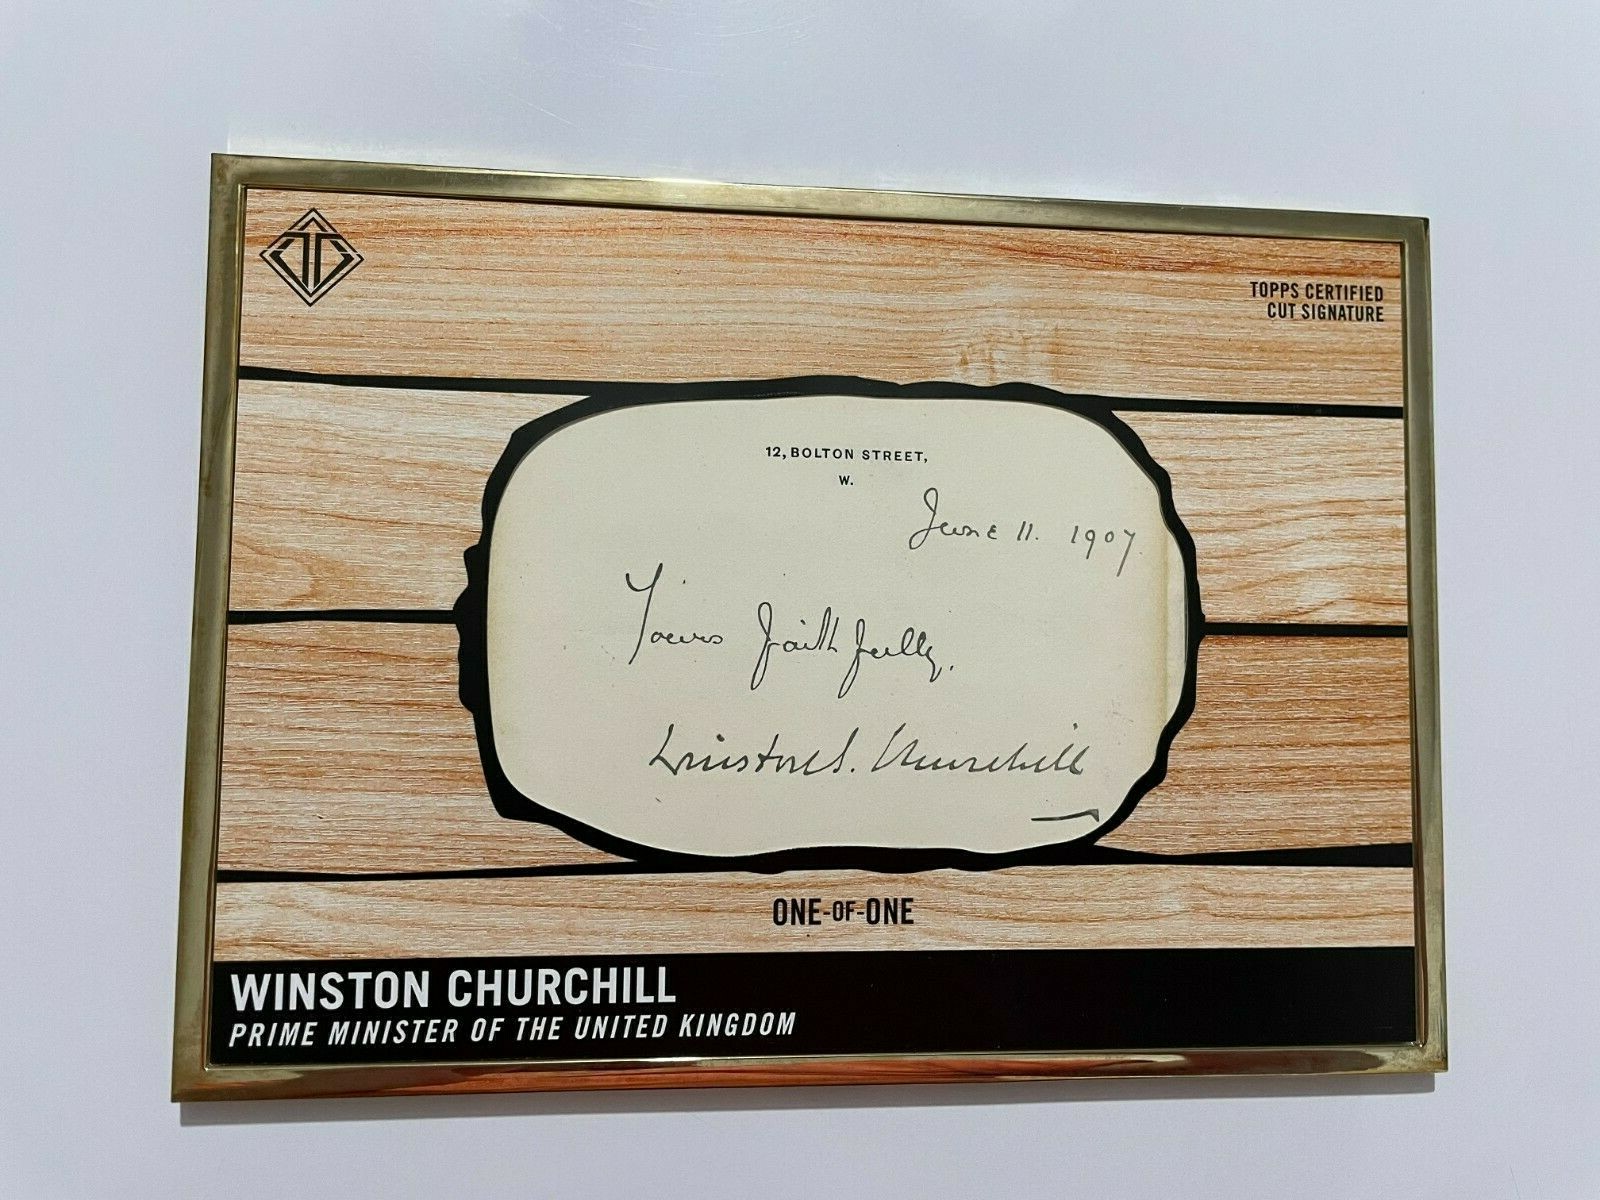 TOPPS CERTIFIED
CUT SIGNATURE
12, BOLTON STREET,
W.
June 11. 1907.
Yours faithfully,
Winston S. Churchill
ONE-OF-ONE
WINSTON CHURCHILL
PRIME MINISTER OF THE UNITED KINGDOM